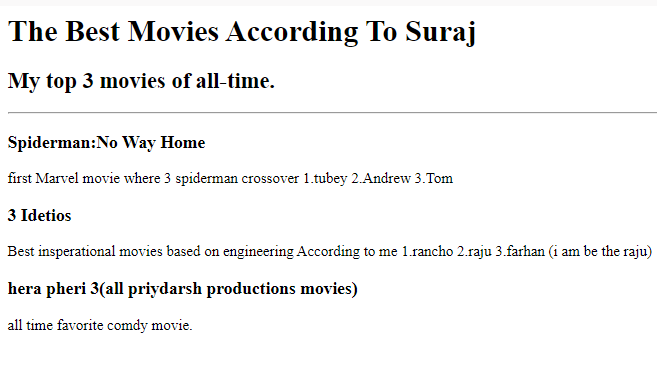 The Best Movies According To Suraj
My top 3 movies of all-time.
Spiderman:No Way Home
first Marvel movie where 3 spiderman crossover 1.tubey 2.Andrew 3.Tom
3 Idetios
Best insperational movies based on engineering According to me 1.rancho 2.raju 3.farhan (i am be the raju)
hera pheri 3(all priydarsh productions movies)
all time favorite comdy movie.